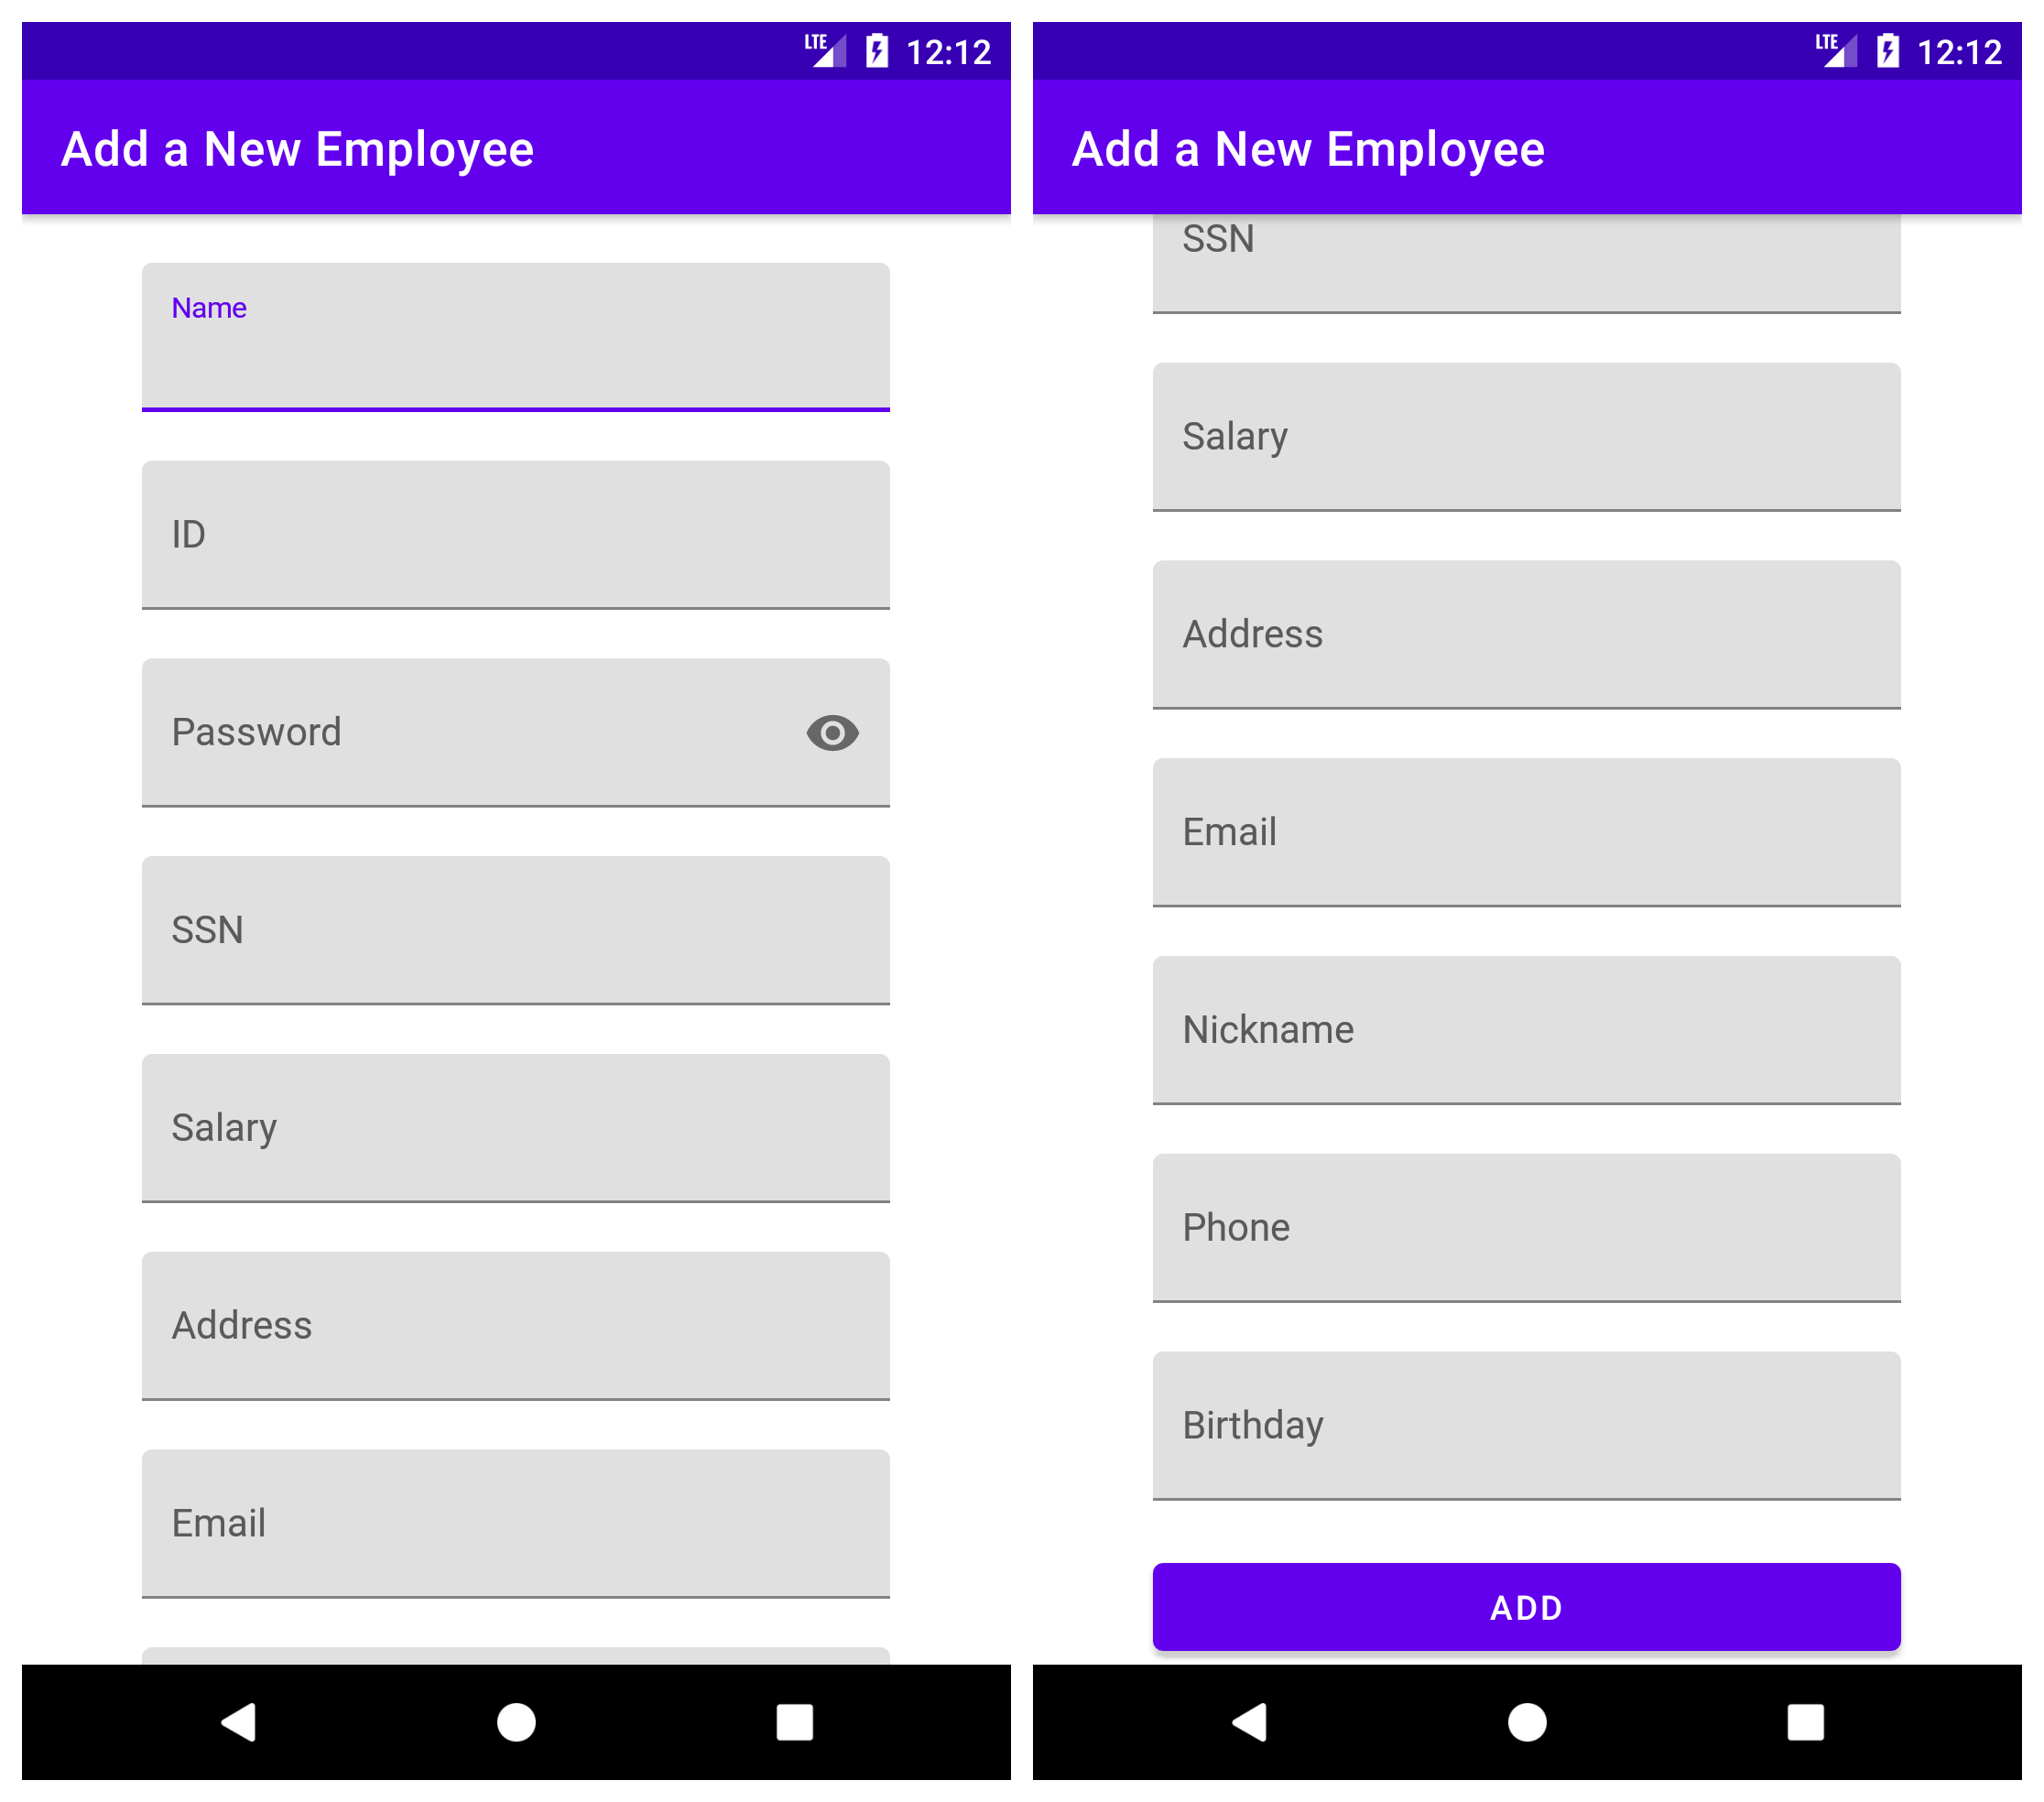 LTE 12:12
Add a New Employee
Name
ID
Password
SSN
Salary
Address
Email
LTE 12:12
Add a New Employee
SSN
Salary
Address
Email
Nickname
Phone
Birthday
ADD